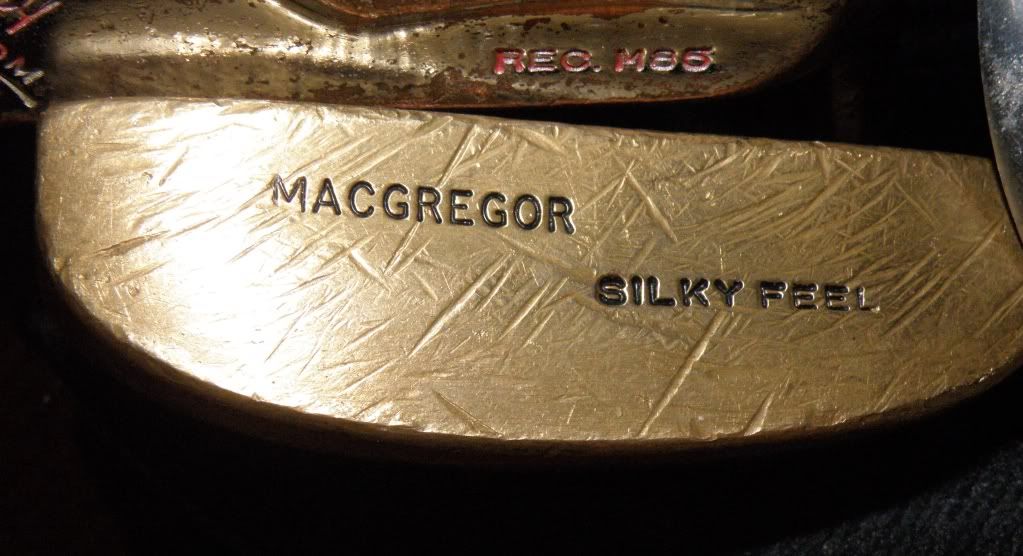 REG. M85
MACGREGOR
SILKY FEEL